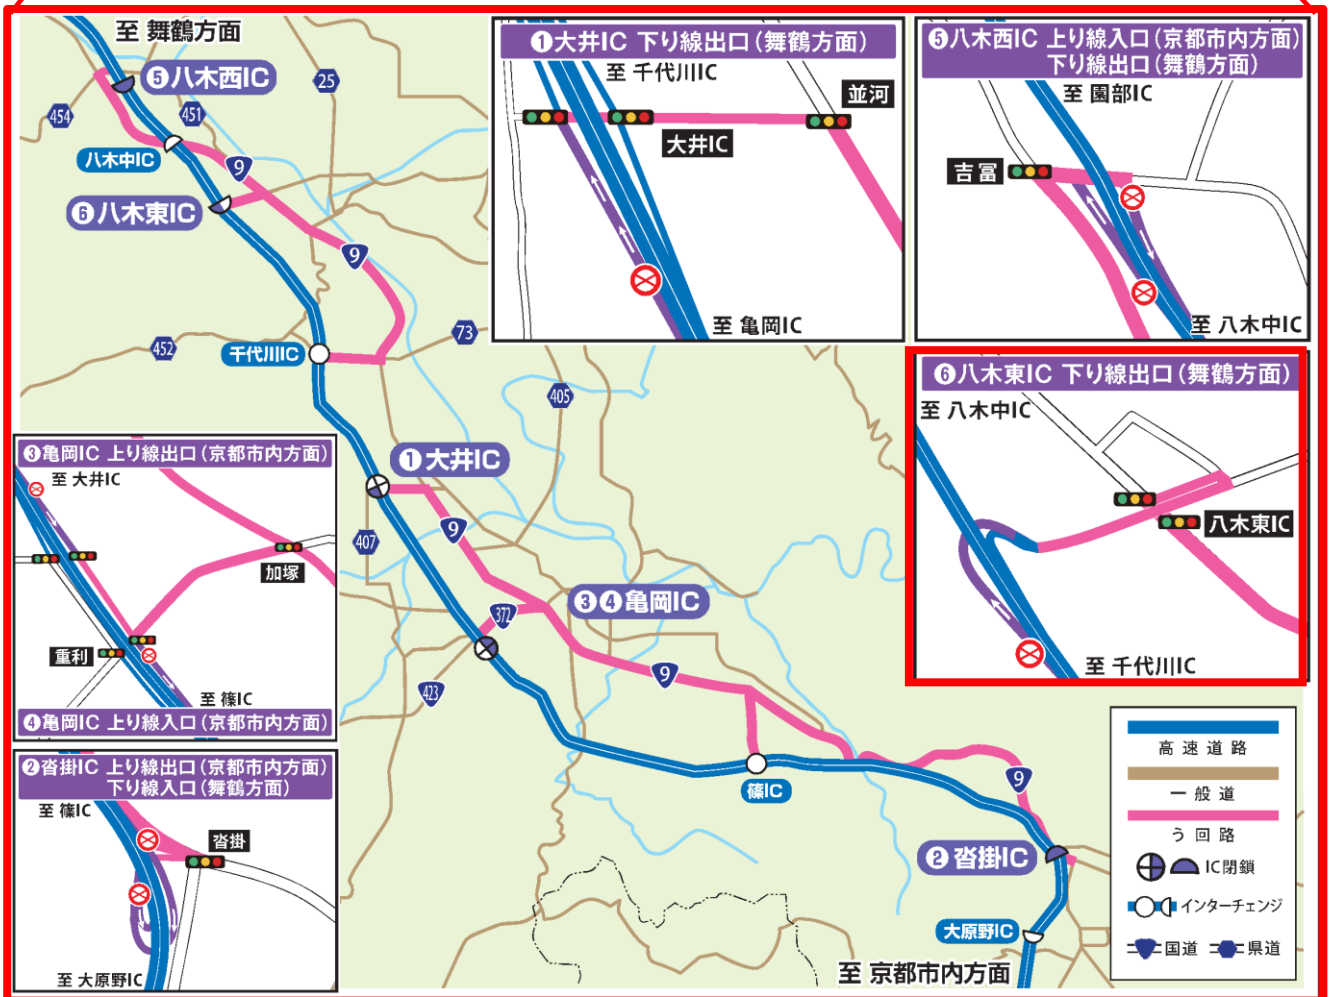 至 舞鶴方面
❺八木西IC
25
454
451
八木中IC
9
❻八木東IC
9
452
千代川IC
73
405
❶大井IC
9
407
372
❸❹亀岡IC
423
9
篠IC
9
❷沓掛IC
大原野IC
至 京都市内方面
❶大井IC 下り線出口(舞鶴方面)
至 千代川IC
並河
大井IC
至 亀岡IC
❺八木西IC 上り線入口(京都市内方面)
下り線出口(舞鶴方面)
至 園部IC
吉冨
至 八木中IC
❻八木東IC 下り線出口(舞鶴方面)
至 八木中IC
八木東IC
至 千代川IC
❸亀岡IC 上り線出口(京都市内方面)
至 大井IC
加塚
重利
至 篠IC
❹亀岡IC 上り線入口(京都市内方面)
❷沓掛IC 上り線出口(京都市内方面)
下り線入口(舞鶴方面)
至 篠IC
沓掛
至 大原野IC
高速道路
一般道
う回路
IC閉鎖
インターチェンジ
国道
県道